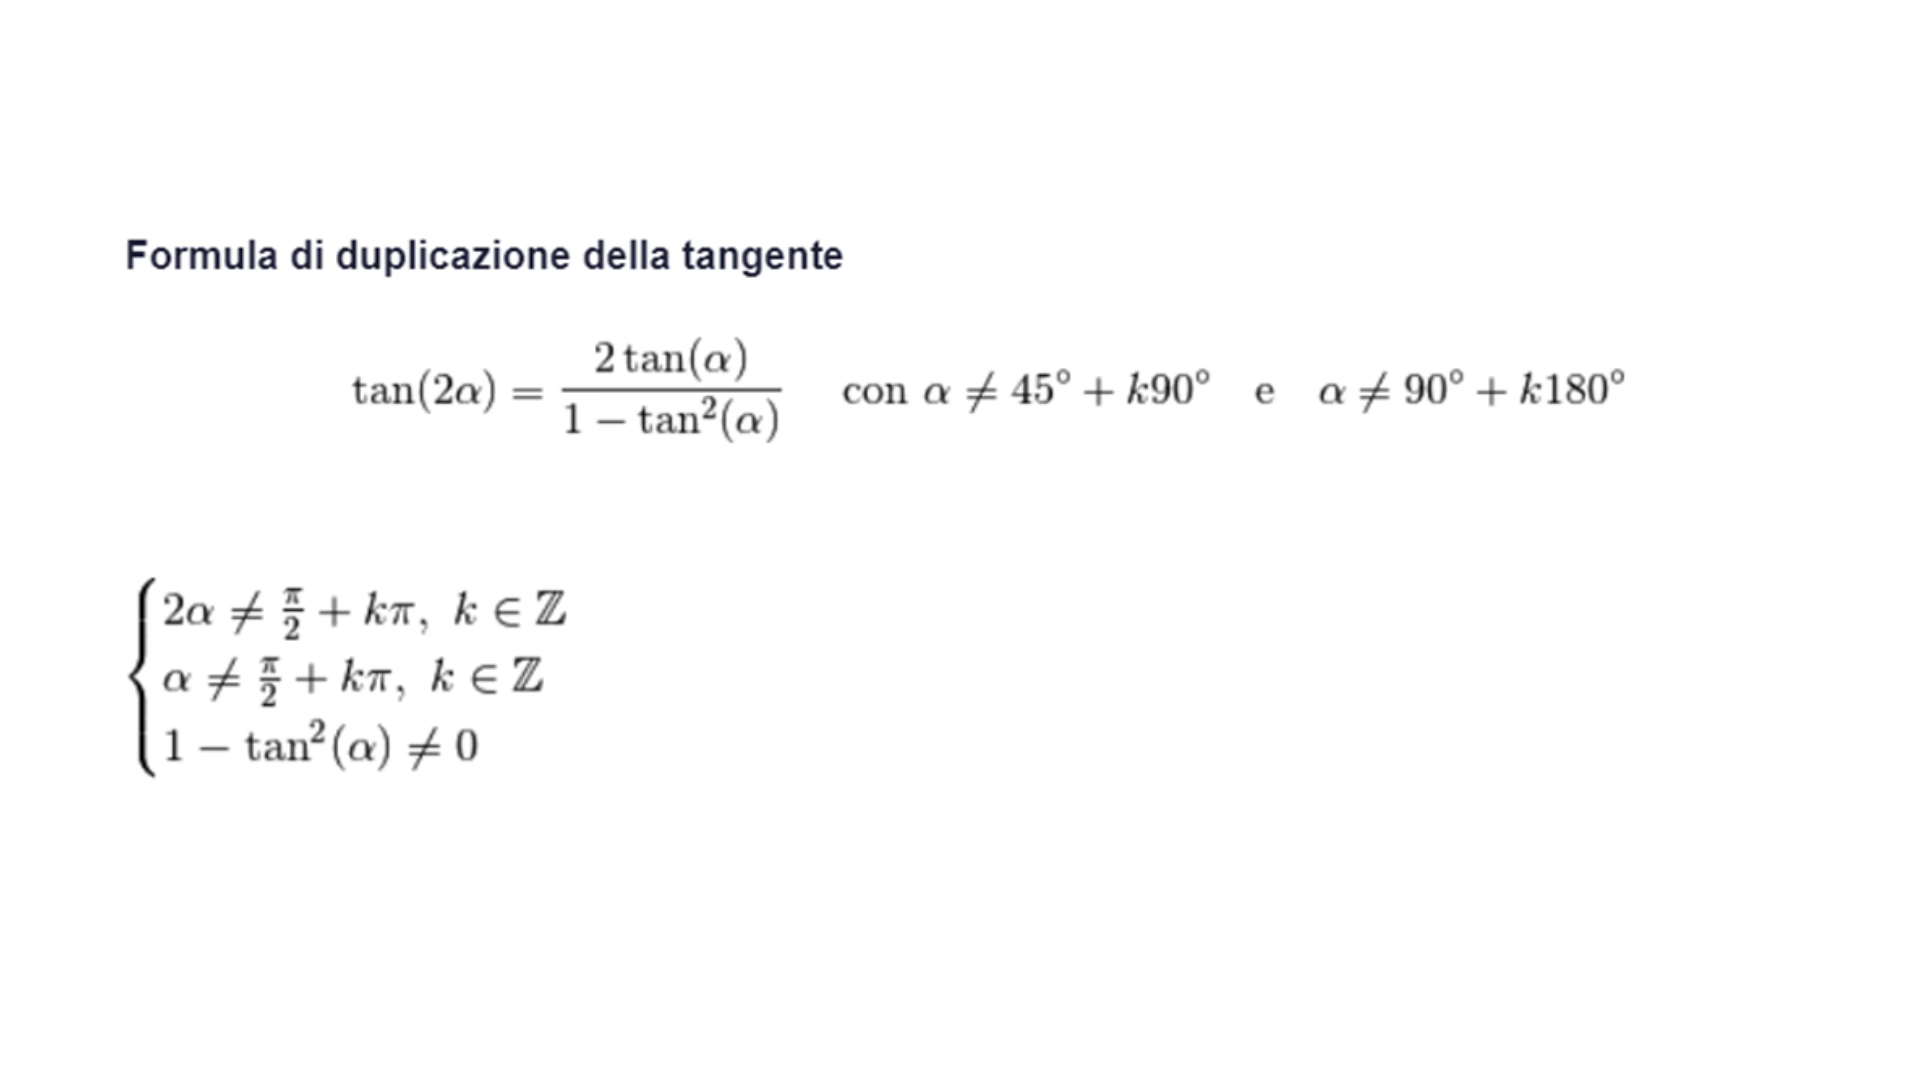 Formula di duplicazione della tangente
tan(2α) = 2 tan(α) / 1 − tan²(α) con α ≠ 45° + k90° e α ≠ 90° + k180°
2α ≠ π/2 + kπ, k ∈ ℤ
α ≠ π/2 + kπ, k ∈ ℤ
1 − tan²(α) ≠ 0